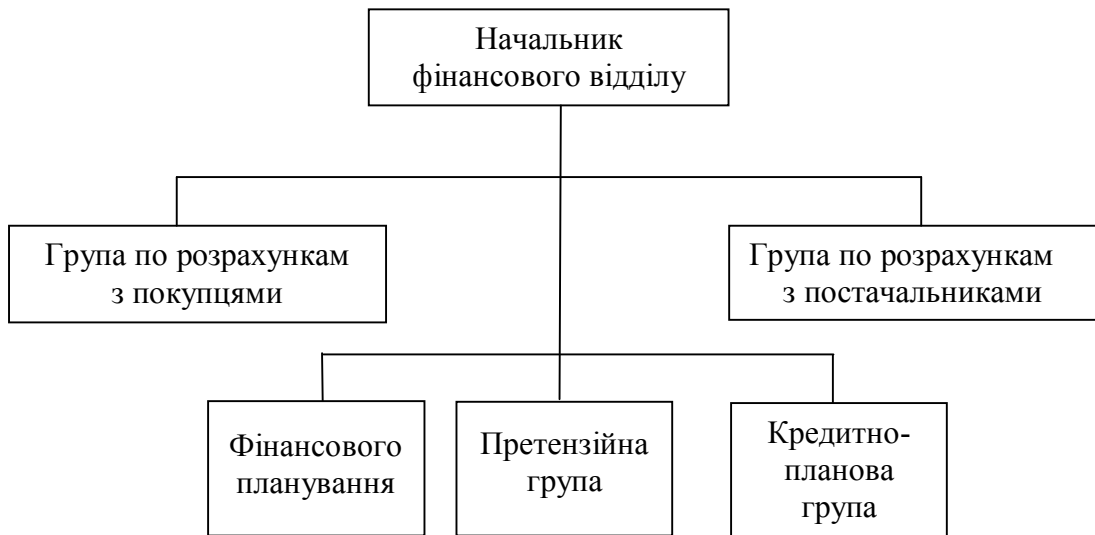 Начальник
фінансового відділу
Група по розрахункам
з покупцями
Група по розрахункам
з постачальниками
Фінансового
планування
Претензійна
група
Кредитно-
планова
група